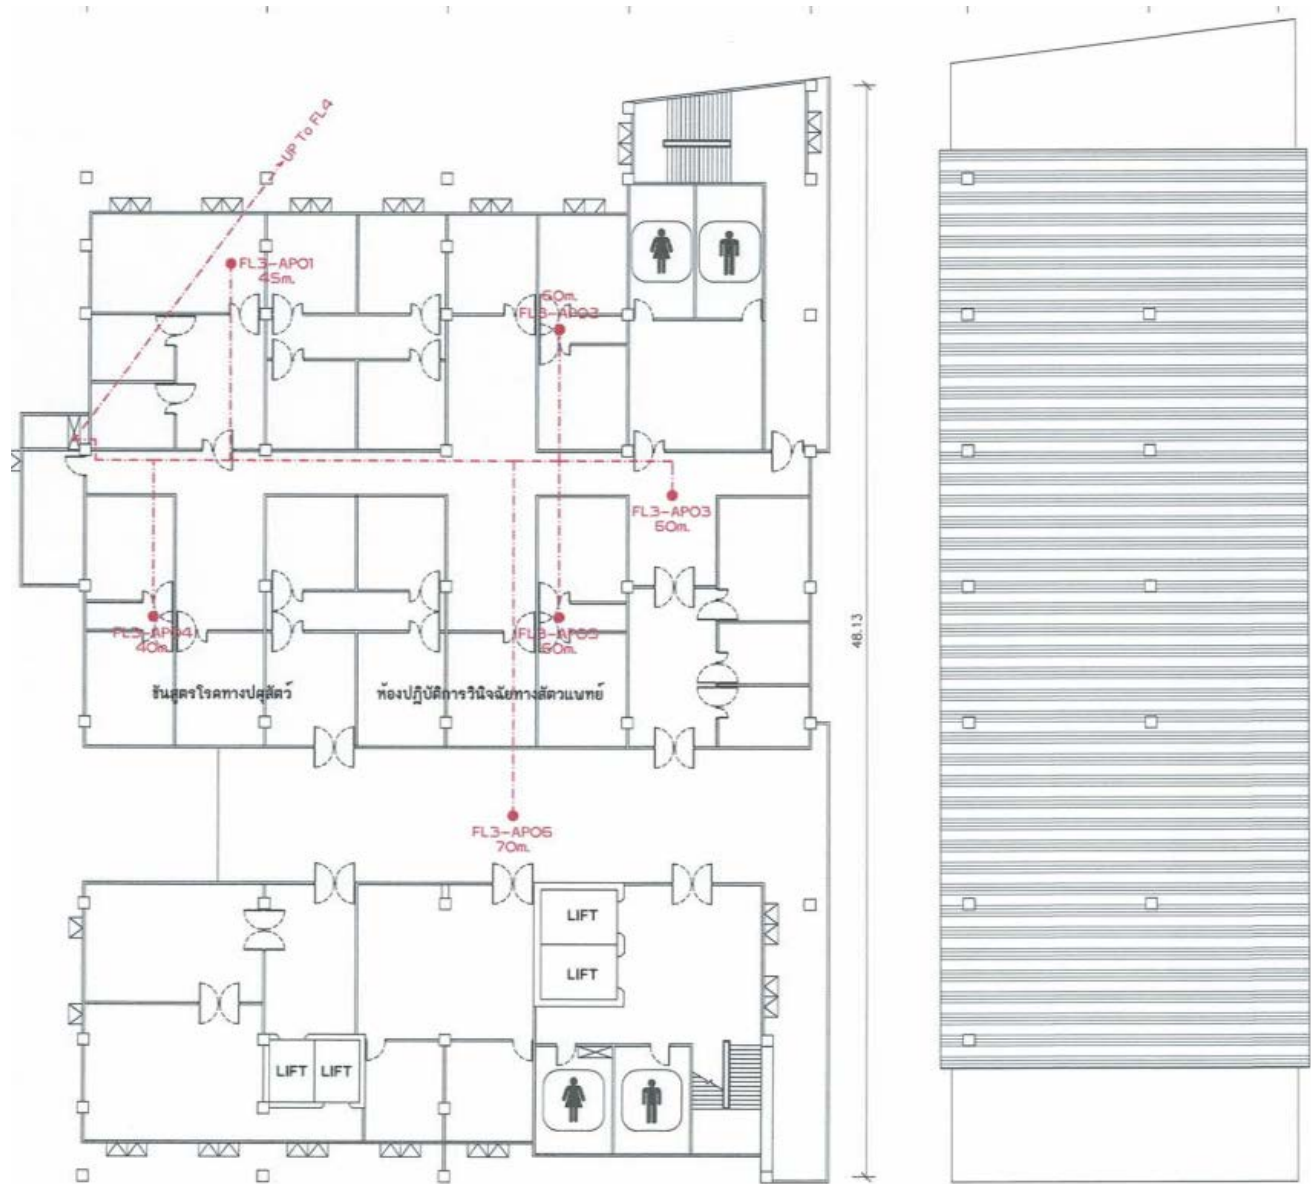 UP To FL4
FL3-AP01
45m.
60m.
FL3-AP02
FL3-AP03
50m.
48.13
FL3-AP04
40m.
FL3-AP05
60m.
ชันสูตรโรคทางปศุสัตว์
ห้องปฏิบัติการวินิจฉัยทางสัตวแพทย์
FL3-AP06
70m.
LIFT
LIFT
LIFT
LIFT